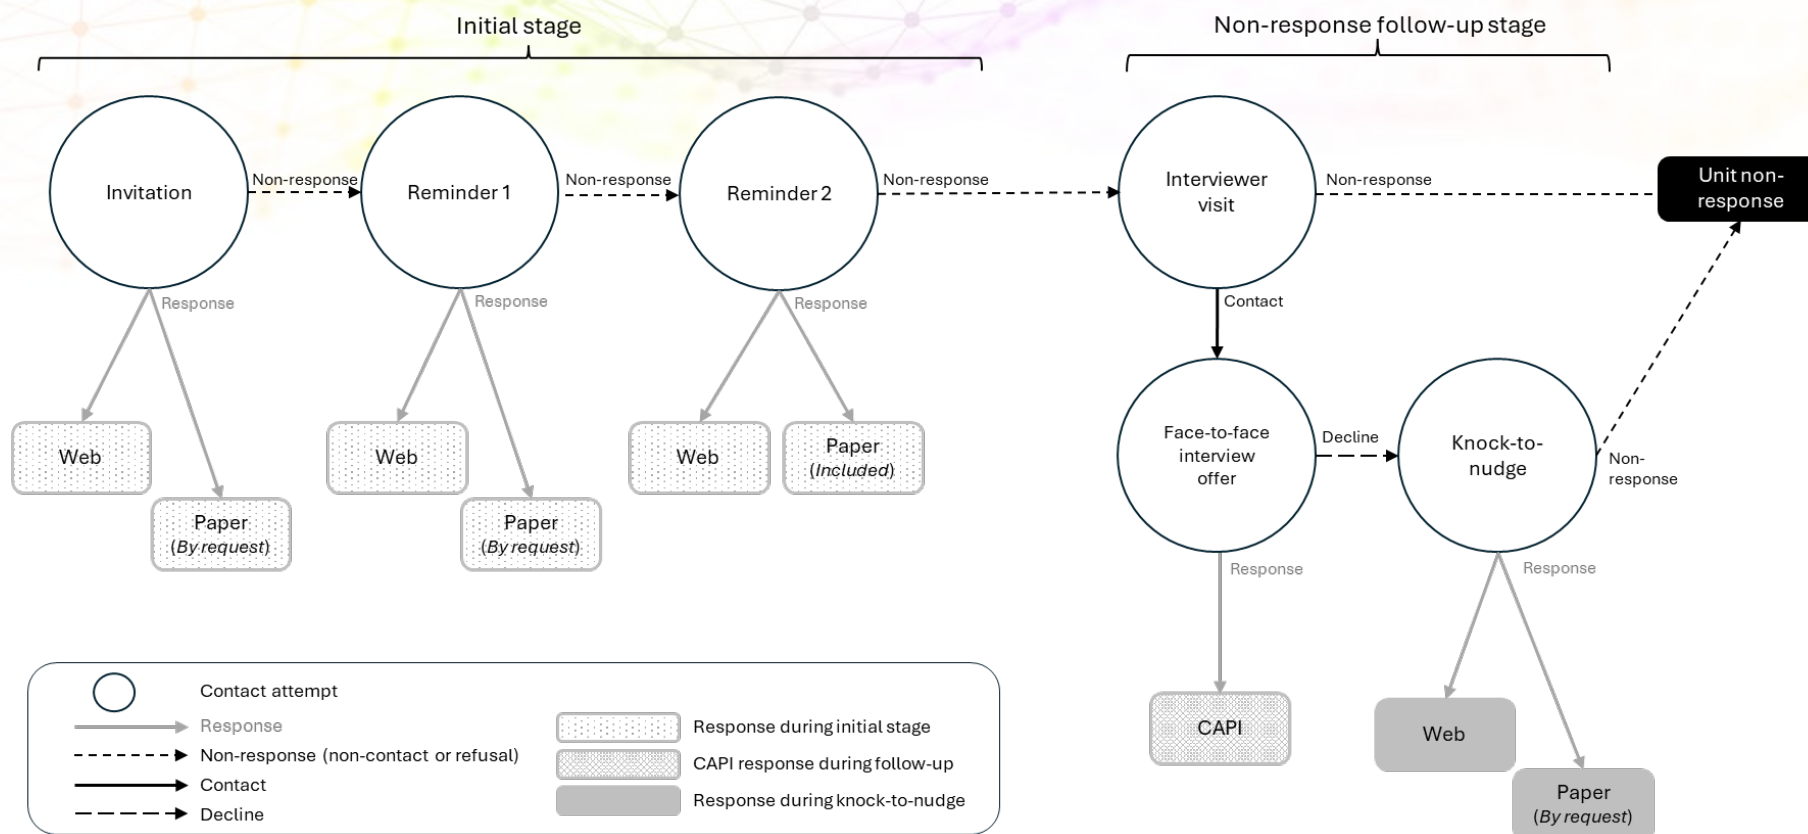 Initial stage
Non-response follow-up stage
Invitation
Non-response
Reminder 1
Non-response
Reminder 2
Non-response
Interviewer
visit
Non-response
Unit non-
response
Response
Response
Response
Contact
Web
Paper
(By request)
Web
Paper
(By request)
Web
Paper
(Included)
Face-to-face
interview
offer
Decline
Knock-to-
nudge
Non-
response
Response
Response
CAPI
Web
Paper
(By request)
Contact attempt
Response
Non-response (non-contact or refusal)
Contact
Decline
Response during initial stage
CAPI response during follow-up
Response during knock-to-nudge